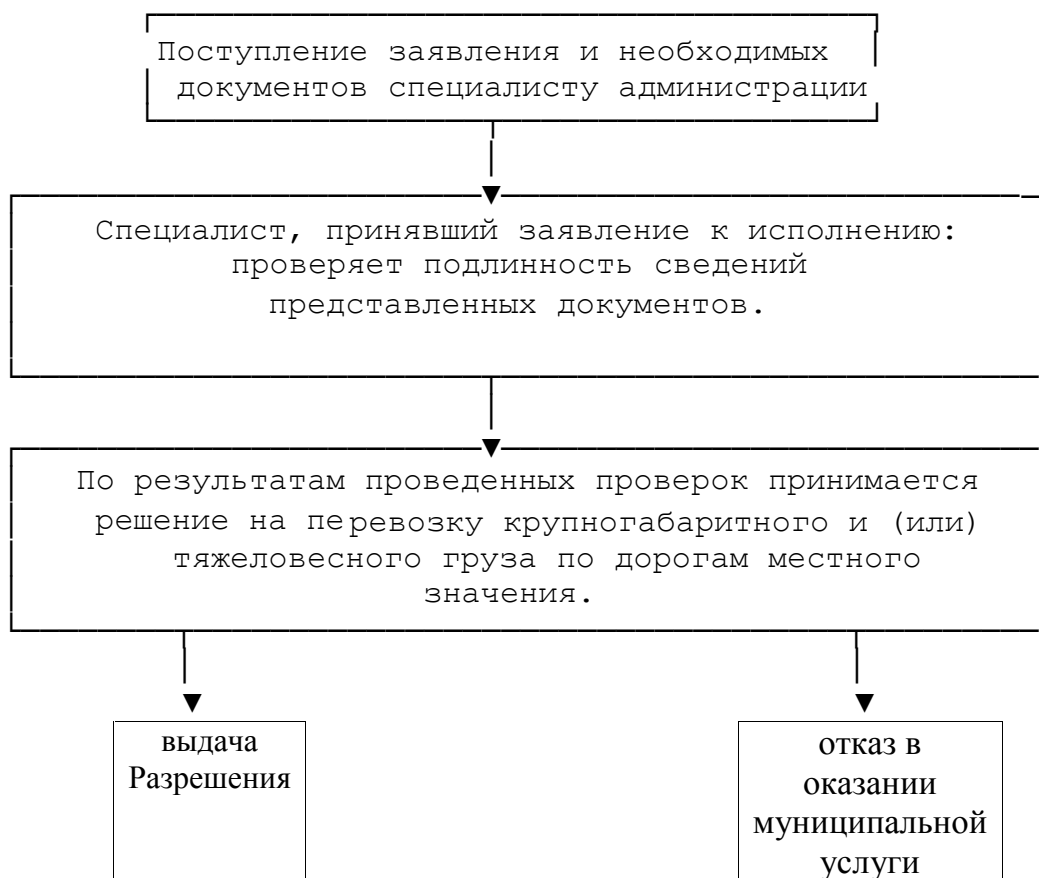 Поступление заявления и необходимых
документов специалисту администрации
Специалист, принявший заявление к исполнению:
проверяет подлинность сведений
представленных документов.
По результатам проведенных проверок принимается
решение на перевозку крупногабаритного и (или)
тяжеловесного груза по дорогам местного
значения.
выдача
Разрешения
отказ в
оказании
муниципальной
услуги